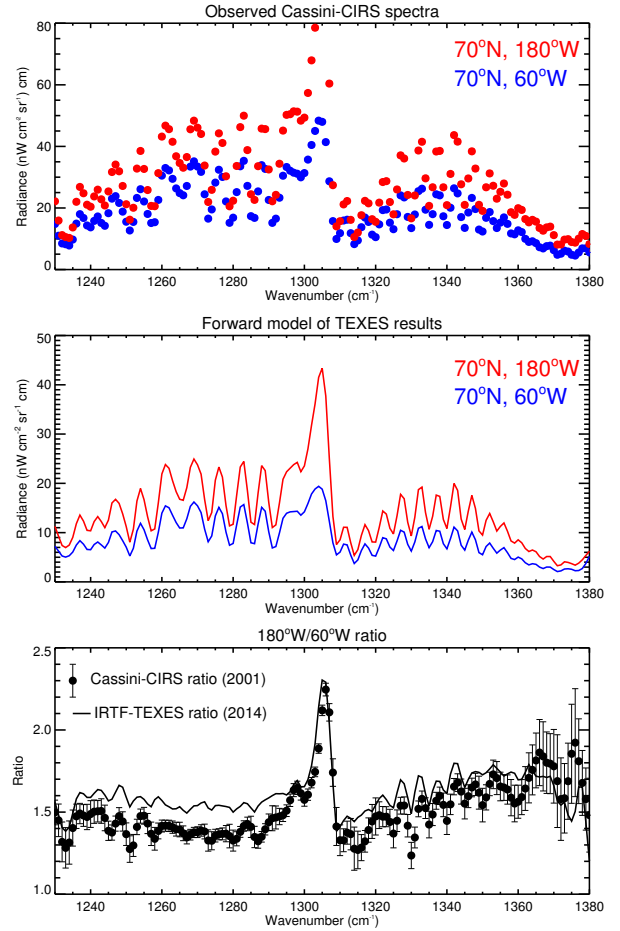 Observed Cassini-CIRS spectra
80
60
40
20
0
Radiance (nW cm⁻² sr⁻¹) cm)
70°N, 180°W
70°N, 60°W
1240 1260 1280 1300 1320 1340 1360 1380
Wavenumber (cm⁻¹)
Forward model of TEXES results
50
40
30
20
10
0
Radiance (nW cm⁻² sr⁻¹ cm)
70°N, 180°W
70°N, 60°W
1240 1260 1280 1300 1320 1340 1360 1380
Wavenumber (cm⁻¹)
180°W/60°W ratio
2.5
2.0
1.5
1.0
Ratio
Cassini-CIRS ratio (2001)
IRTF-TEXES ratio (2014)
1240 1260 1280 1300 1320 1340 1360 1380
Wavenumber (cm⁻¹)